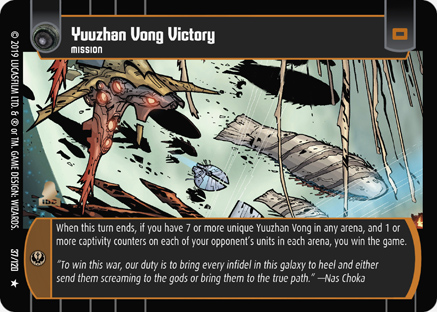 Yuuzhan Vong Victory
MISSION
0
When this turn ends, if you have 7 or more unique Yuuzhan Vong in any arena, and 1 or
more captivity counters on each of your opponent's units in each arena, you win the game.
"To win this war, our duty is to bring every infidel in this galaxy to heel and either
send them screaming to the gods or bring them to the true path." —Nas Choka
© 2019 LUCASFILM LTD. & ® or TM. GAME DESIGN: WIZARDS.
37/120